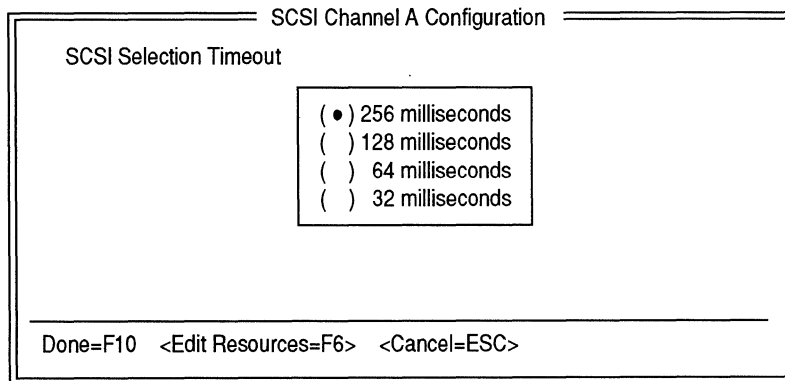 SCSI Channel A Configuration
SCSI Selection Timeout
( • ) 256 milliseconds
( ) 128 milliseconds
( ) 64 milliseconds
( ) 32 milliseconds
Done=F10 <Edit Resources=F6> <Cancel=ESC>